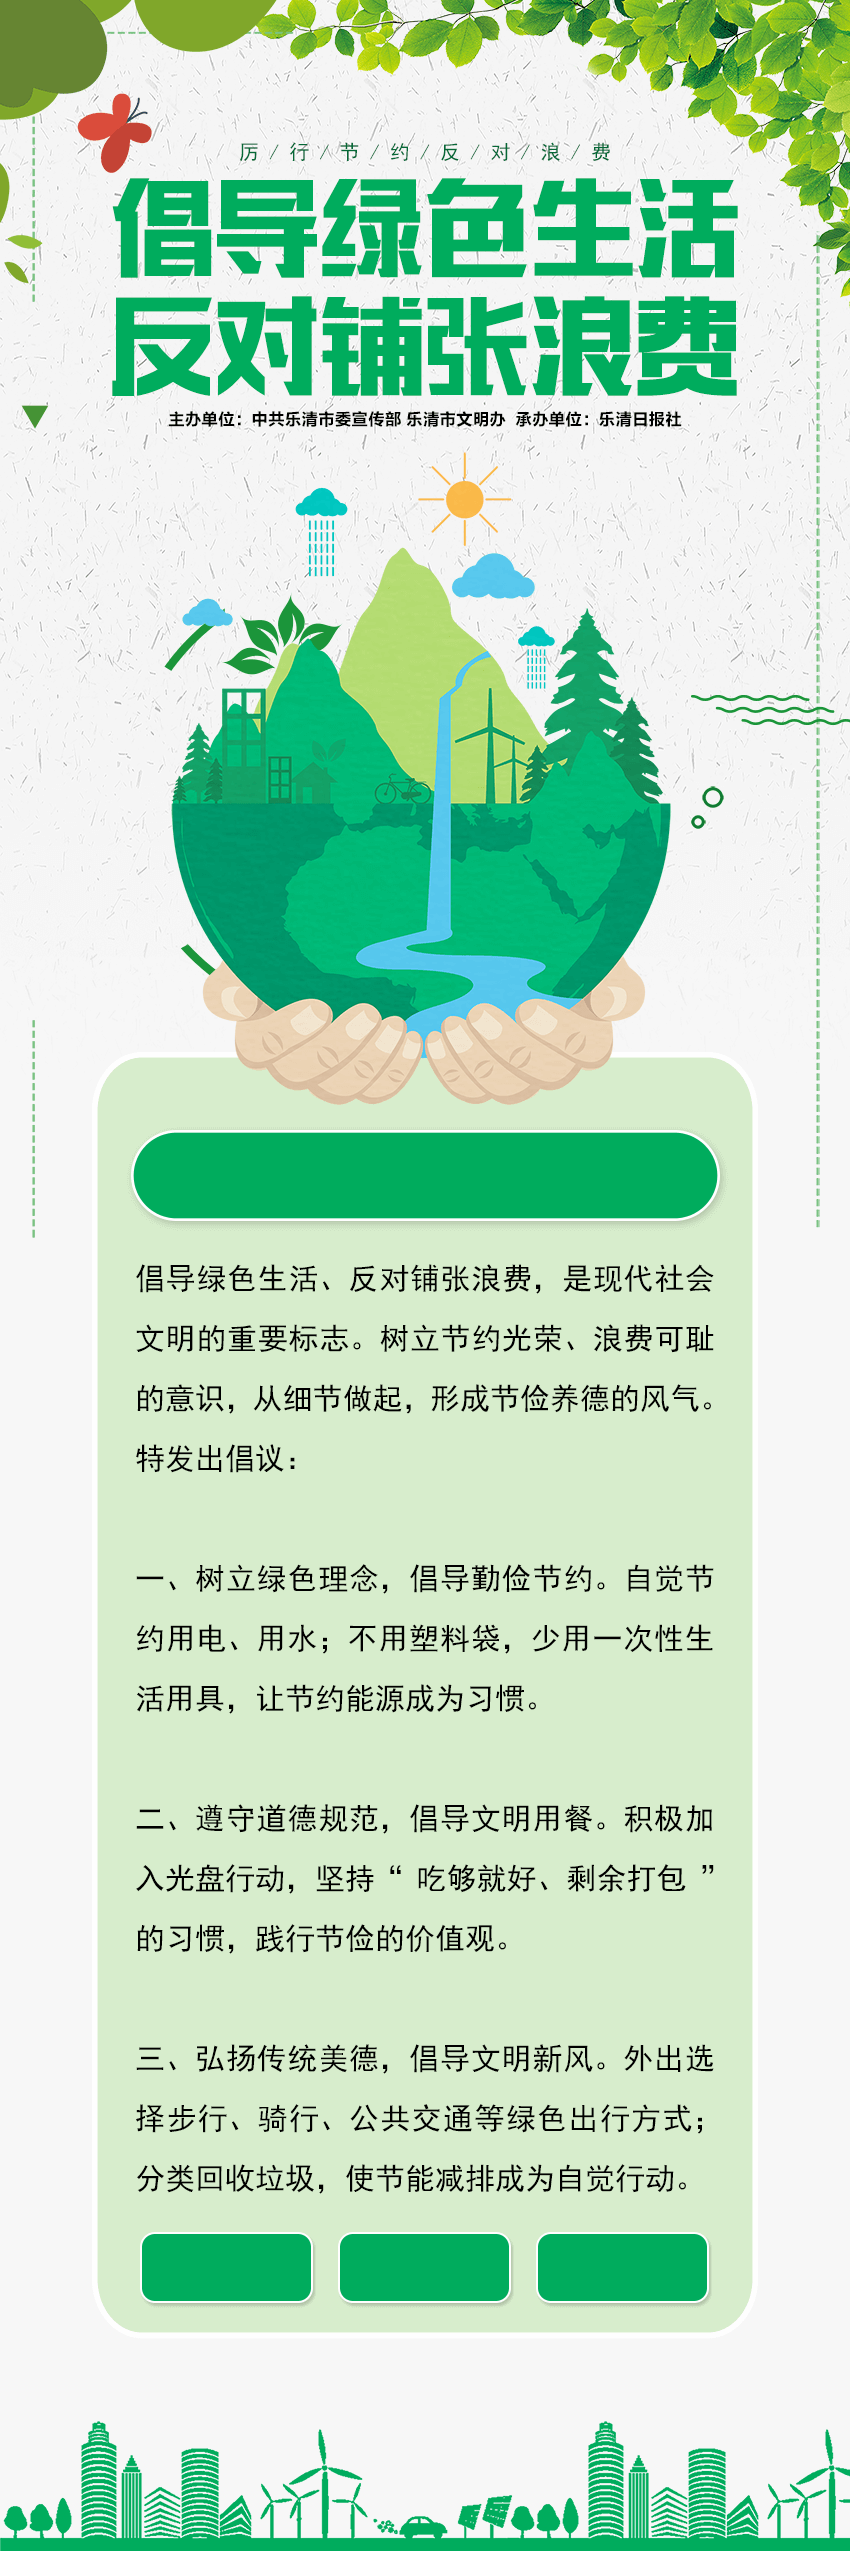 厉/行/节/约/反/对/浪/费
倡导绿色生活
反对铺张浪费
主办单位：中共乐清市委宣传部 乐清市文明办 承办单位：乐清日报社
倡导绿色生活、反对铺张浪费，是现代社会
文明的重要标志。树立节约光荣、浪费可耻
的意识，从细节做起，形成节俭养德的风气。
特发出倡议：
一、树立绿色理念，倡导勤俭节约。自觉节
约用电、用水；不用塑料袋，少用一次性生
活用具，让节约能源成为习惯。
二、遵守道德规范，倡导文明用餐。积极加
入光盘行动，坚持“ 吃够就好、剩余打包 ”
的习惯，践行节俭的价值观。
三、弘扬传统美德，倡导文明新风。外出选
择步行、骑行、公共交通等绿色出行方式；
分类回收垃圾，使节能减排成为自觉行动。